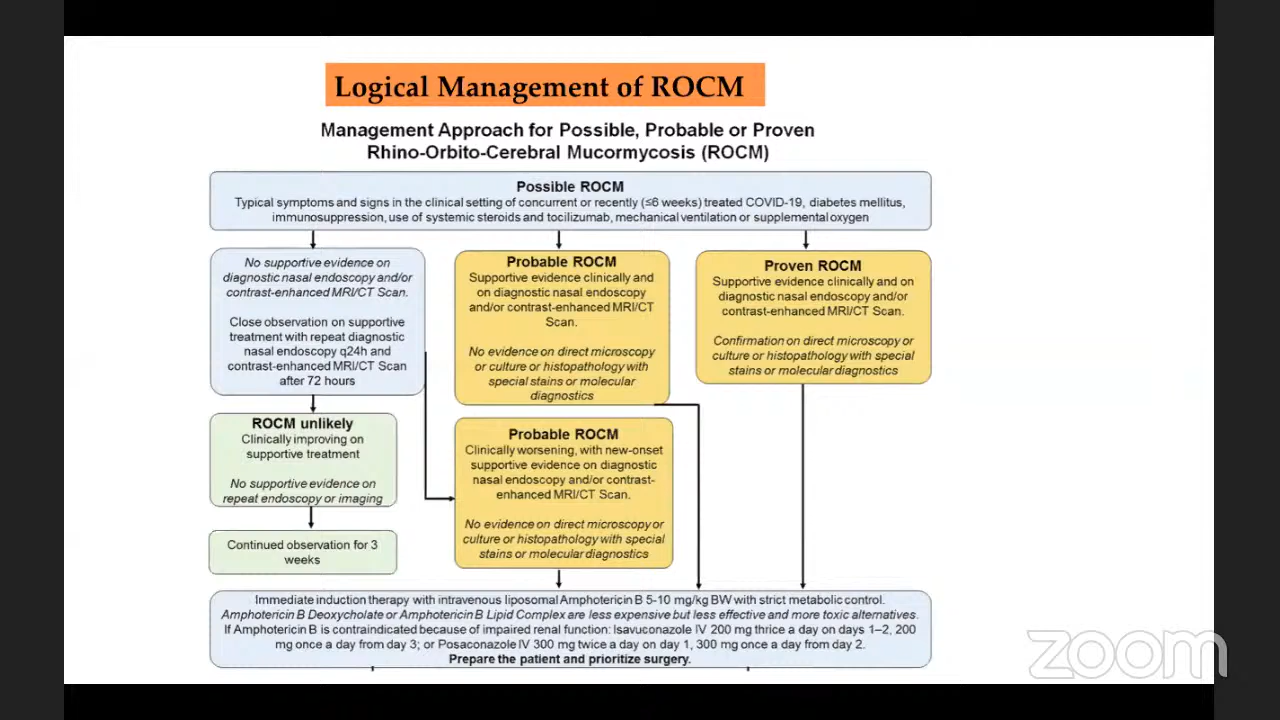 Logical Management of ROCM
Management Approach for Possible, Probable or Proven
Rhino-Orbito-Cerebral Mucormycosis (ROCM)
Possible ROCM
Typical symptoms and signs in the clinical setting of concurrent or recently (≤6 weeks) treated COVID-19, diabetes mellitus,
immunosuppression, use of systemic steroids and tocilizumab, mechanical ventilation or supplemental oxygen
No supportive evidence on
diagnostic nasal endoscopy and/or
contrast-enhanced MRI/CT Scan.
Close observation on supportive
treatment with repeat diagnostic
nasal endoscopy q24h and
contrast-enhanced MRI/CT Scan
after 72 hours
Probable ROCM
Supportive evidence clinically and
on diagnostic nasal endoscopy
and/or contrast-enhanced MRI/CT
Scan.
No evidence on direct microscopy
or culture or histopathology with
special stains or molecular
diagnostics
Proven ROCM
Supportive evidence clinically and on
diagnostic nasal endoscopy and/or
contrast-enhanced MRI/CT Scan.
Confirmation on direct microscopy or
culture or histopathology with special
stains or molecular diagnostics
ROCM unlikely
Clinically improving on
supportive treatment
No supportive evidence on
repeat endoscopy or imaging
Probable ROCM
Clinically worsening, with new-onset
supportive evidence on diagnostic
nasal endoscopy and/or contrast-
enhanced MRI/CT Scan.
No evidence on direct microscopy or
culture or histopathology with special
stains or molecular diagnostics
Continued observation for 3
weeks
Immediate induction therapy with intravenous liposomal Amphotericin B 5-10 mg/kg BW with strict metabolic control.
Amphotericin B Deoxycholate or Amphotericin B Lipid Complex are less expensive but less effective and more toxic alternatives.
If Amphotericin B is contraindicated because of impaired renal function: Isavuconazole IV 200 mg thrice a day on days 1–2, 200
mg once a day from day 3; or Posaconazole IV 300 mg twice a day on day 1, 300 mg once a day from day 2.
Prepare the patient and prioritize surgery.
zoom